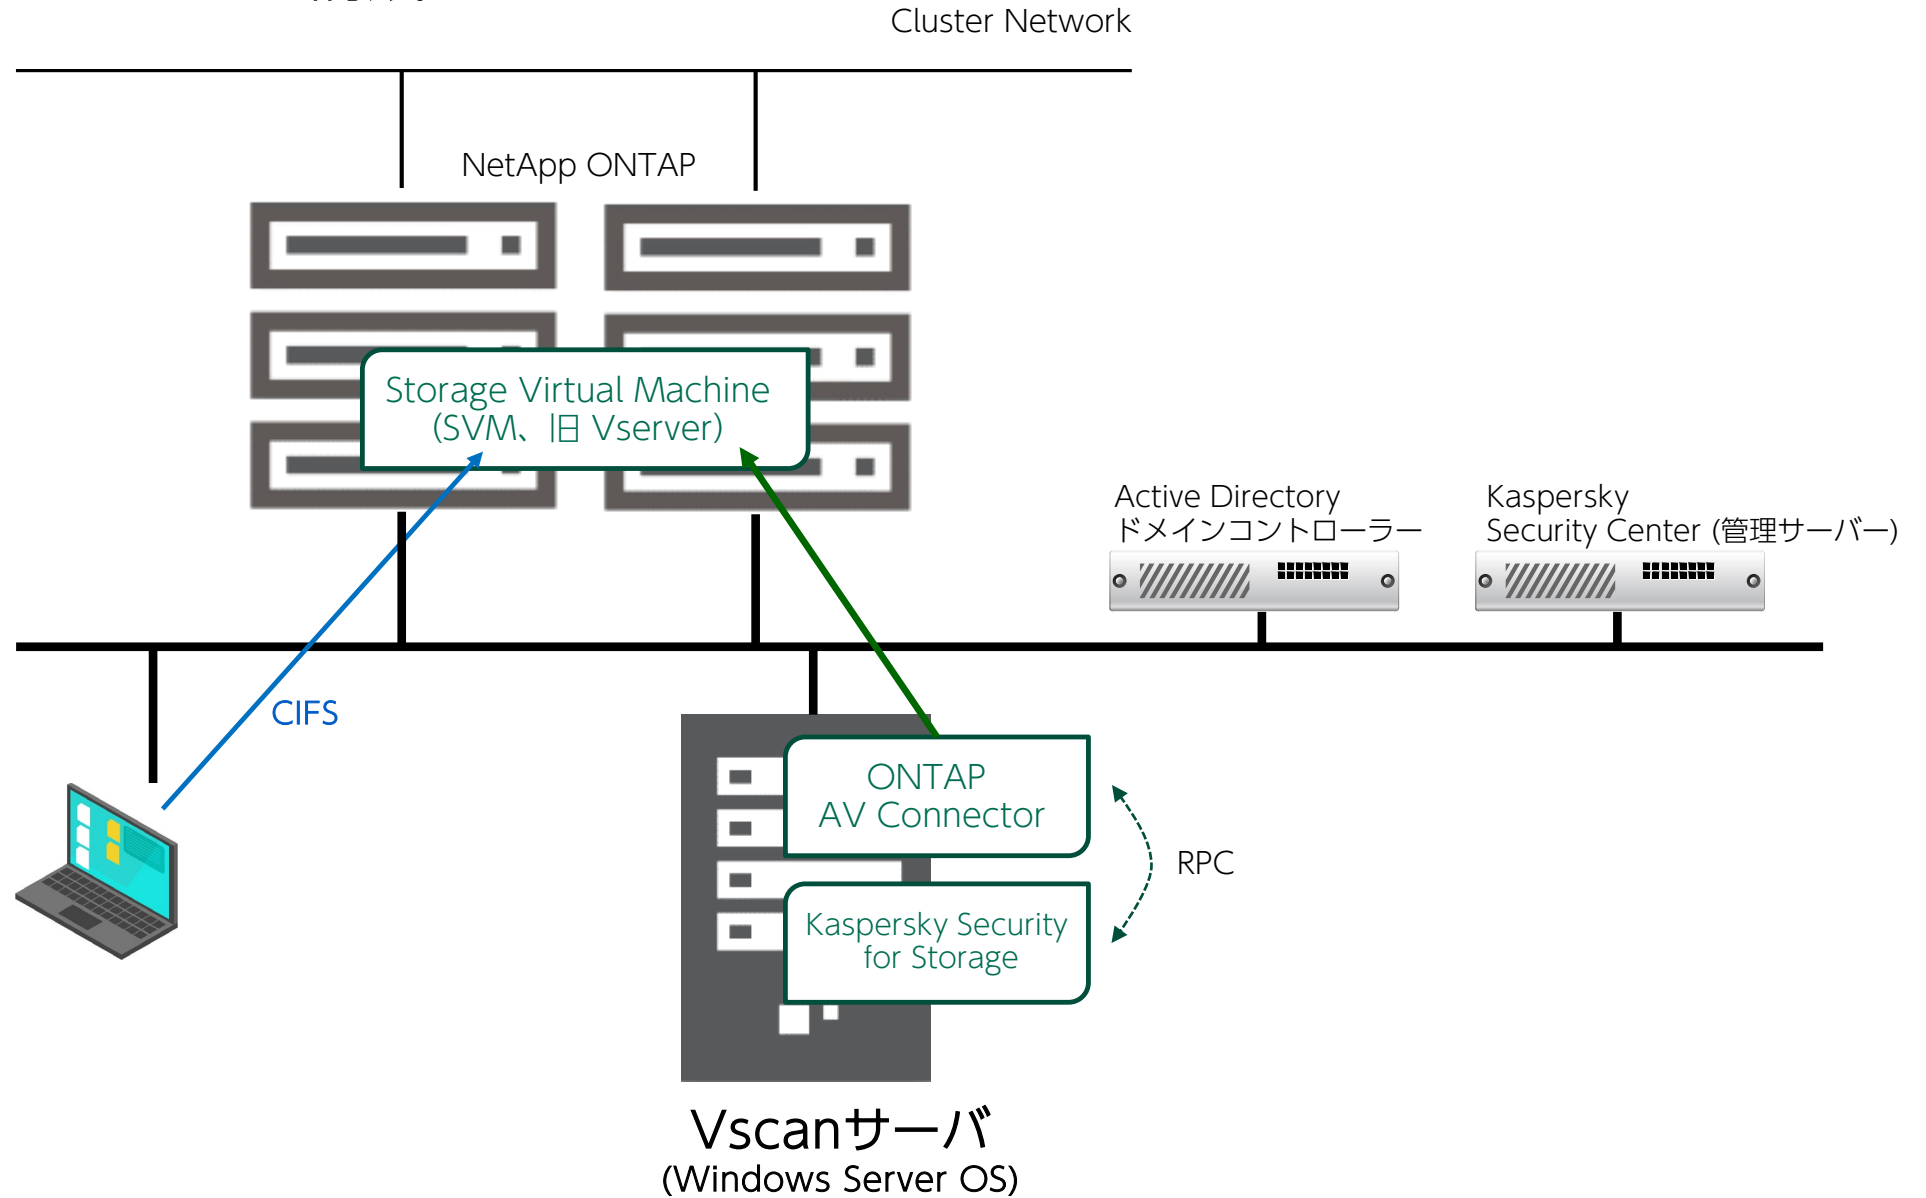 Cluster Network
NetApp ONTAP
Storage Virtual Machine
(SVM、旧 Vserver)
Active Directory
ドメインコントローラー
Kaspersky
Security Center (管理サーバー)
CIFS
ONTAP
AV Connector
RPC
Kaspersky Security
for Storage
Vscanサーバ
(Windows Server OS)